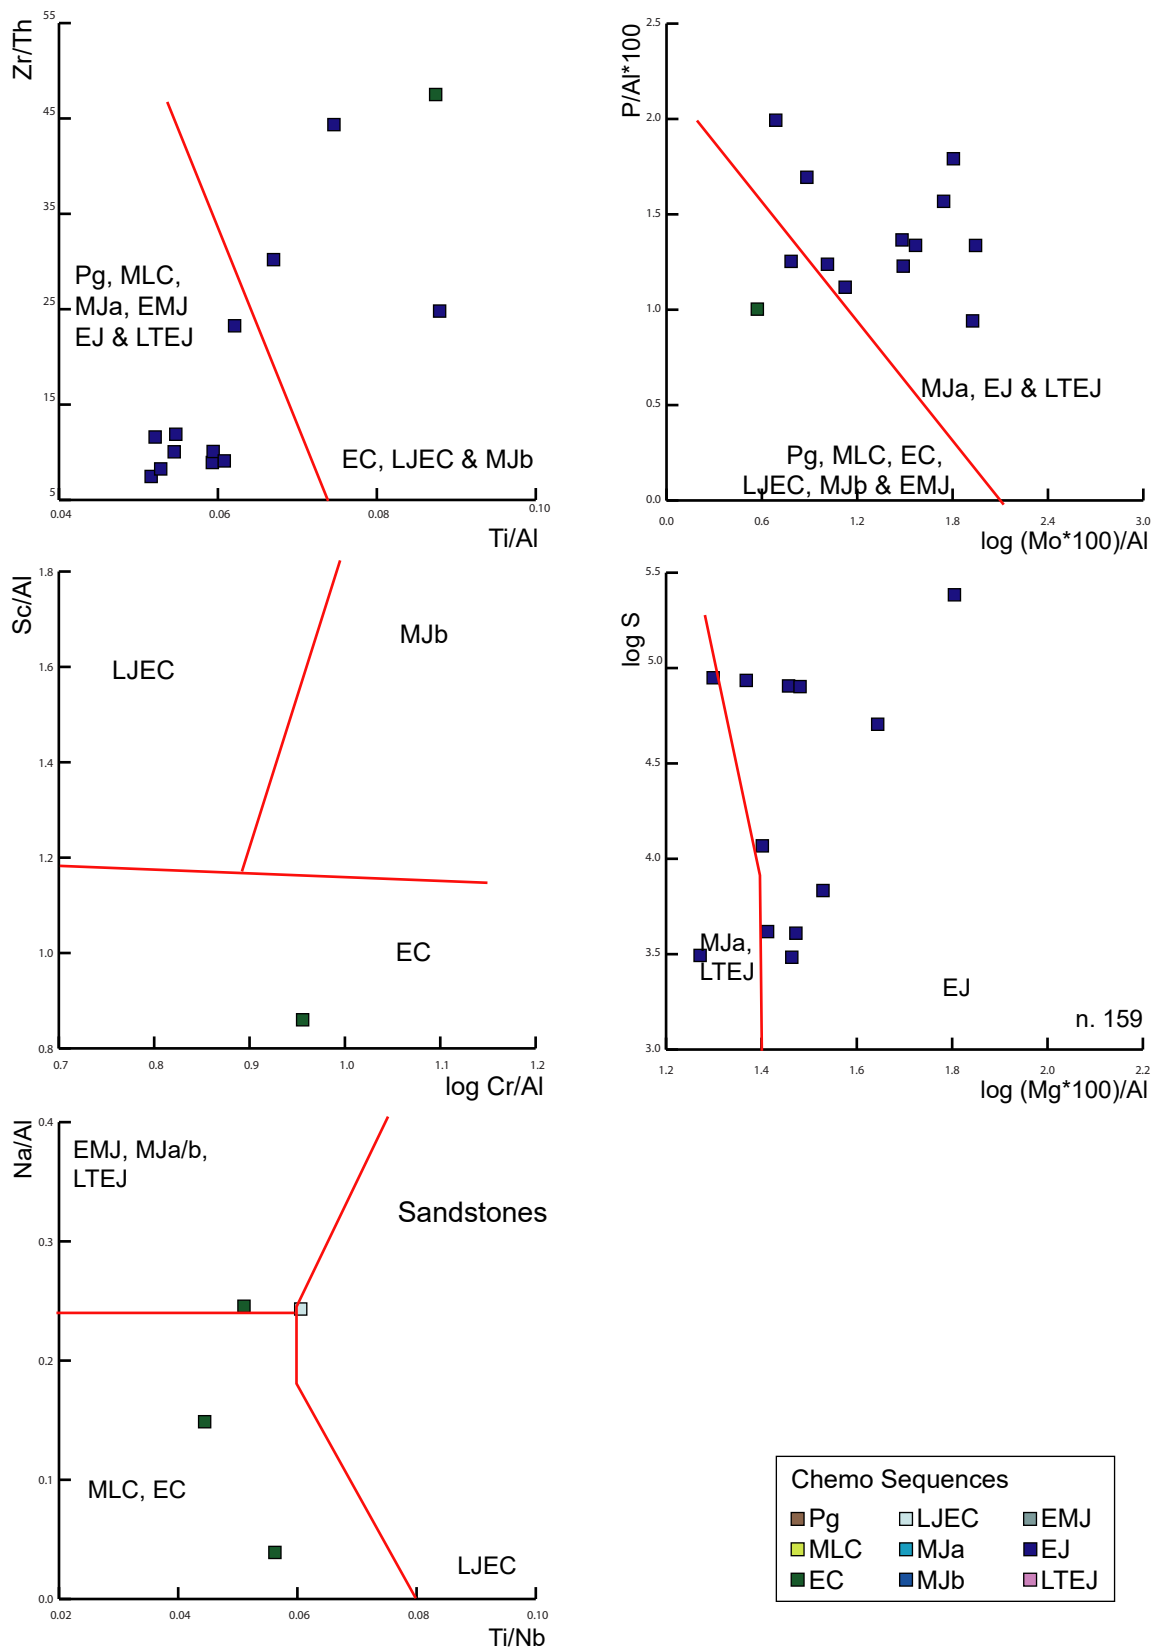 Zr/Th
55
45
35
25
15
5
Pg, MLC,
MJa, EMJ
EJ & LTEJ
EC, LJEC & MJb
0.04
0.06
0.08
0.10
Ti/Al
P/Al*100
2.5
2.0
1.5
1.0
0.5
0.0
MJa, EJ & LTEJ
Pg, MLC, EC,
LJEC, MJb & EMJ
0.0
0.6
1.2
1.8
2.4
3.0
log (Mo*100)/Al
Sc/Al
1.8
1.6
1.4
1.2
1.0
0.8
LJEC
MJb
EC
0.7
0.8
0.9
1.0
1.1
1.2
log Cr/Al
log S
5.5
5.0
4.5
4.0
3.5
3.0
MJa,
LTEJ
EJ
n. 159
1.2
1.4
1.6
1.8
2.0
2.2
log (Mg*100)/Al
Na/Al
0.4
0.3
0.2
0.1
0.0
EMJ, MJa/b,
LTEJ
Sandstones
MLC, EC
LJEC
0.02
0.04
0.06
0.08
0.10
Ti/Nb
Chemo Sequences
Pg
LJEC
EMJ
MLC
MJa
EJ
EC
MJb
LTEJ